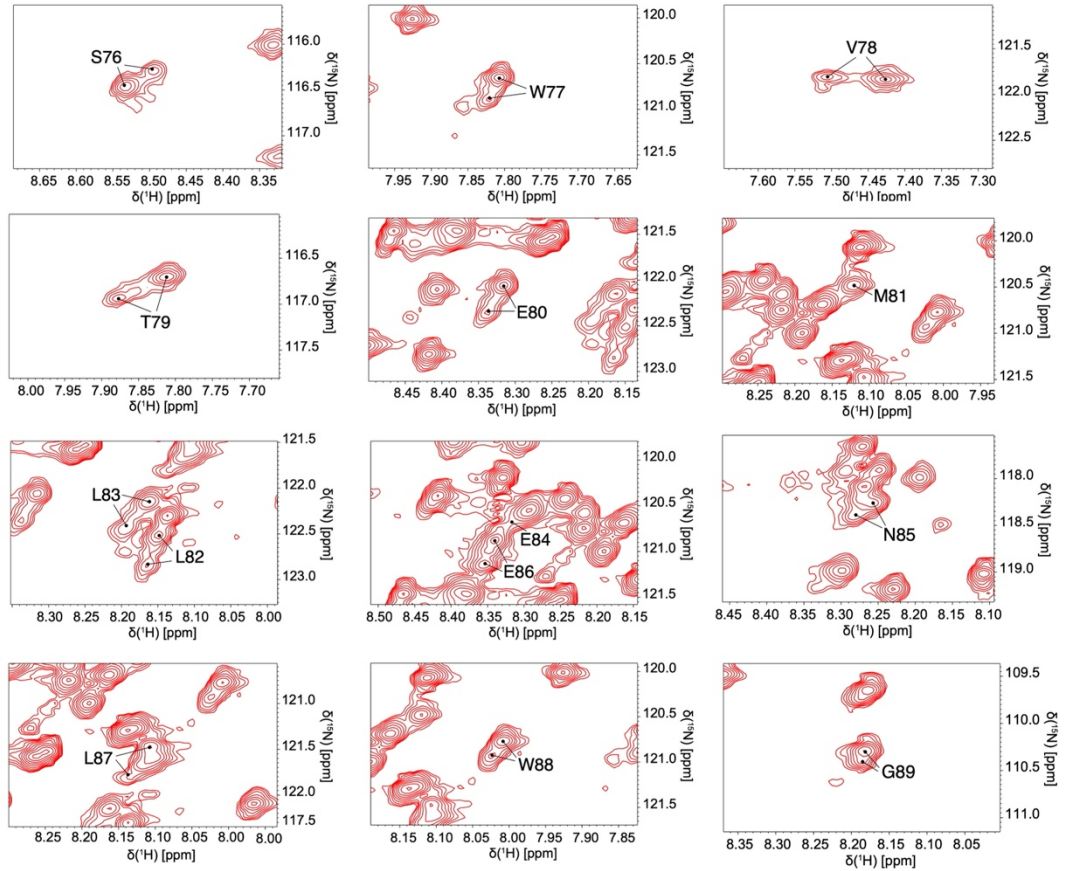 S76
116.0
116.5
117.0
δ(¹⁵N) [ppm]
8.65 8.60 8.55 8.50 8.45 8.40 8.35
δ(¹H) [ppm]
W77
120.0
120.5
121.0
121.5
δ(¹⁵N) [ppm]
7.95 7.90 7.85 7.80 7.75 7.70 7.65
δ(¹H) [ppm]
V78
121.5
122.0
122.5
δ(¹⁵N) [ppm]
7.60 7.55 7.50 7.45 7.40 7.35 7.30
δ(¹H) [ppm]
T79
116.5
117.0
117.5
δ(¹⁵N) [ppm]
8.00 7.95 7.90 7.85 7.80 7.75 7.70
δ(¹H) [ppm]
E80
121.5
122.0
122.5
123.0
δ(¹⁵N) [ppm]
8.45 8.40 8.35 8.30 8.25 8.20 8.15
δ(¹H) [ppm]
M81
120.0
120.5
121.0
121.5
δ(¹⁵N) [ppm]
8.25 8.20 8.15 8.10 8.05 8.00 7.95
δ(¹H) [ppm]
L83
L82
121.5
122.0
122.5
123.0
δ(¹⁵N) [ppm]
8.30 8.25 8.20 8.15 8.10 8.05 8.00
δ(¹H) [ppm]
E84
E86
120.0
120.5
121.0
121.5
δ(¹⁵N) [ppm]
8.50 8.45 8.40 8.35 8.30 8.25 8.20 8.15
δ(¹H) [ppm]
N85
118.0
118.5
119.0
δ(¹⁵N) [ppm]
8.45 8.40 8.35 8.30 8.25 8.20 8.15 8.10
δ(¹H) [ppm]
L87
121.0
121.5
122.0
117.5
δ(¹⁵N) [ppm]
8.25 8.20 8.15 8.10 8.05 8.00 7.98
δ(¹H) [ppm]
W88
120.0
120.5
121.0
121.5
δ(¹⁵N) [ppm]
8.15 8.10 8.05 8.00 7.95 7.90 7.85
δ(¹H) [ppm]
G89
109.5
110.0
110.5
111.0
δ(¹⁵N) [ppm]
8.35 8.30 8.25 8.20 8.15 8.10 8.05
δ(¹H) [ppm]